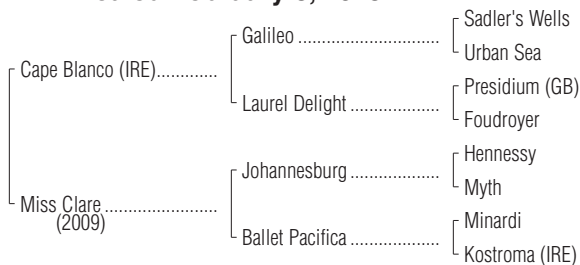 Sadler's Wells
Galileo
Urban Sea
Cape Blanco (IRE)
Presidium (GB)
Laurel Delight
Foudroyer
Hennessy
Johannesburg
Myth
Miss Clare
(2009)
Minardi
Ballet Pacifica
Kostroma (IRE)